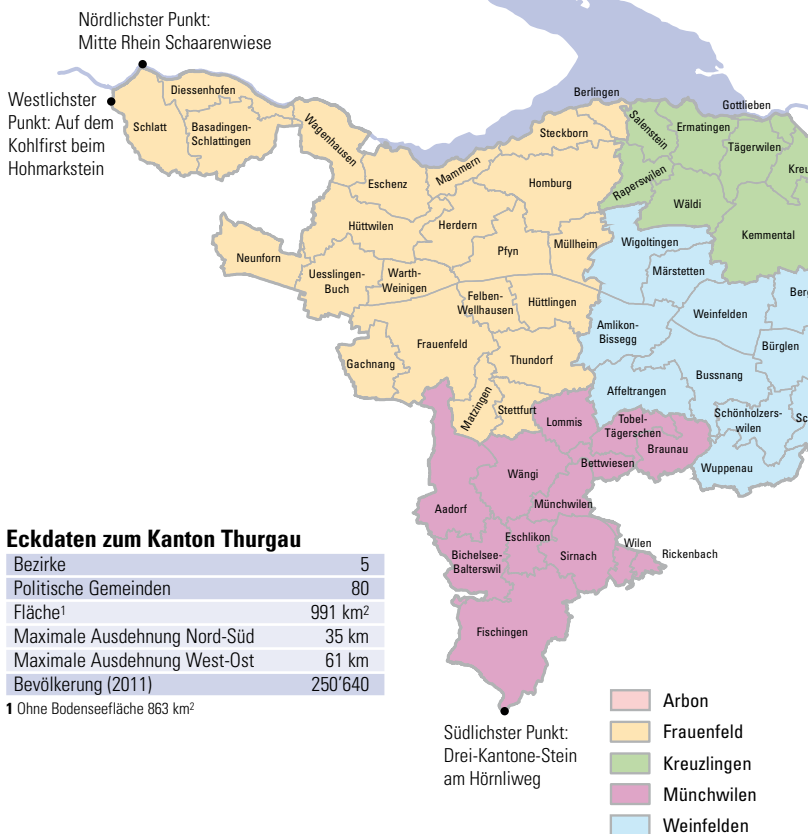 Nördlichster Punkt:
Mitte Rhein Schaarenwiese
Westlichster
Punkt: Auf dem
Kohlfirst beim
Hohmarkstein
Berlingen
Gottlieben
Diessenhofen
Schlatt
Basadingen-
Schlattingen
Wagenhausen
Steckborn
Salenstein
Ermatingen
Tägerwilen
Kreu
Mammern
Eschenz
Homburg
Raperswilen
Wäldi
Hüttwilen
Herdern
Kemmental
Neunforn
Pfyn
Müllheim
Wigoltingen
Uesslingen-
Buch
Warth-
Weinigen
Märstetten
Felben-
Wellhausen
Hüttlingen
Ber
Weinfelden
Amlikon-
Bissegg
Bürglen
Frauenfeld
Gachnang
Thundorf
Bussnang
Affeltrangen
Matzingen
Stettfurt
Lommis
Tobel-
Tägerschen
Schönholzers-
wilen
Sc
Braunau
Bettwiesen
Wuppenau
Wängi
Münchwilen
Aadorf
Eschlikon
Wilen
Rickenbach
Sirnach
Bichelsee-
Balterswil
Fischingen
Eckdaten zum Kanton Thurgau
Bezirke 5
Politische Gemeinden 80
Fläche¹ 991 km²
Maximale Ausdehnung Nord-Süd 35 km
Maximale Ausdehnung West-Ost 61 km
Bevölkerung (2011) 250'640
1 Ohne Bodenseefläche 863 km²
Südlichster Punkt:
Drei-Kantone-Stein
am Hörnliweg
Arbon
Frauenfeld
Kreuzlingen
Münchwilen
Weinfelden